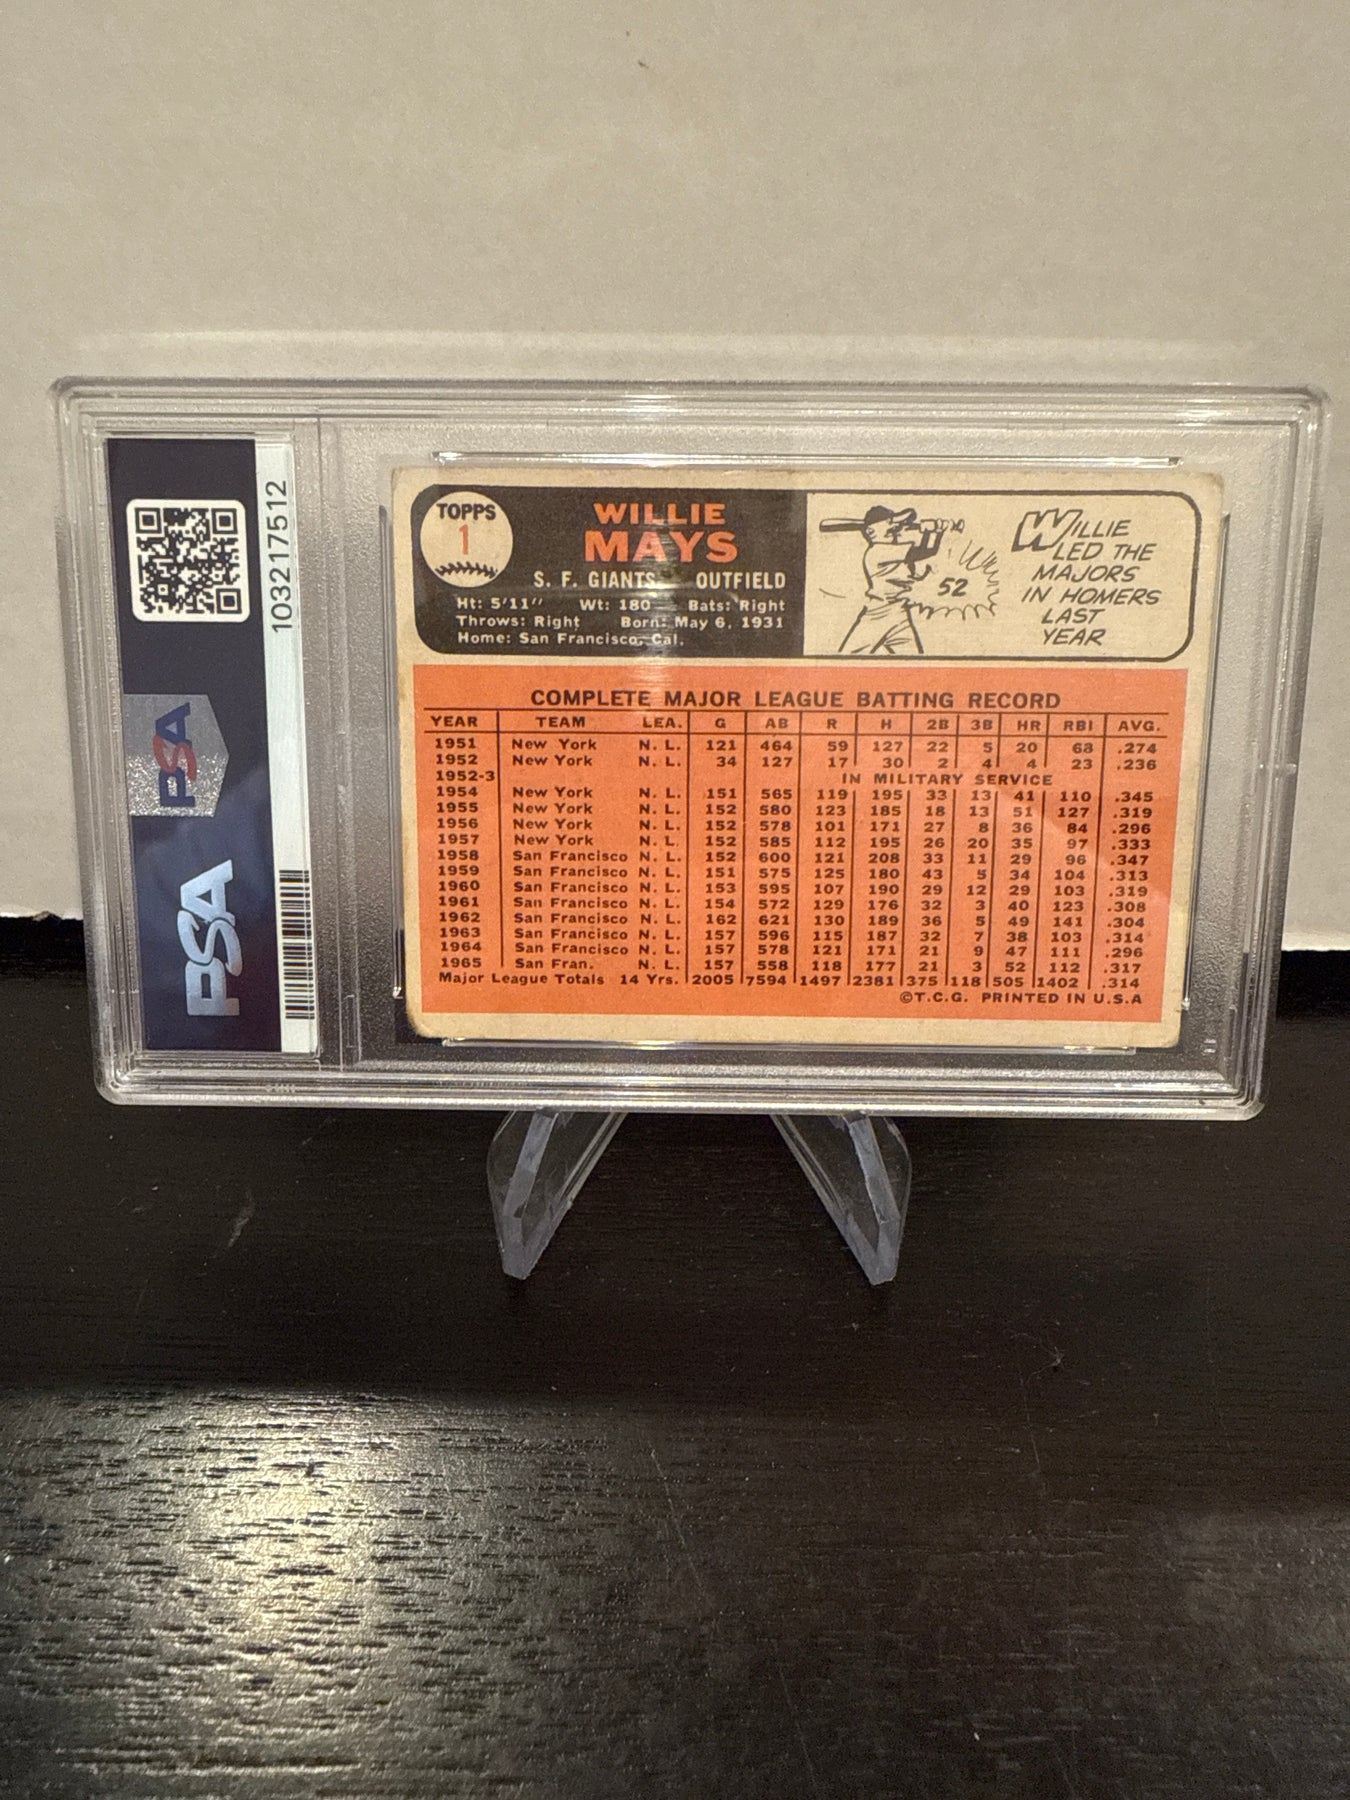 103217512
PSA
PSA
TOPPS
1
WILLIE
MAYS
S. F. GIANTS OUTFIELD
Ht: 5'11" Wt: 180 Bats: Right
Throws: Right Born: May 6, 1931
Home: San Francisco, Cal.
52
WILLIE
LED THE
MAJORS
IN HOMERS
LAST
YEAR
COMPLETE MAJOR LEAGUE BATTING RECORD
YEAR TEAM LEA. G AB R H 2B 3B HR RBI AVG.
1951 New York N. L. 121 464 59 127 22 5 20 68 .274
1952 New York N. L. 34 127 17 30 2 4 4 23 .236
1952-3 IN MILITARY SERVICE
1954 New York N. L. 151 565 119 195 33 13 41 110 .345
1955 New York N. L. 152 580 123 185 18 13 51 127 .319
1956 New York N. L. 152 578 101 171 27 8 36 84 .296
1957 New York N. L. 152 585 112 195 26 20 35 97 .333
1958 San Francisco N. L. 152 600 121 208 33 11 29 96 .347
1959 San Francisco N. L. 151 575 125 180 43 5 34 104 .313
1960 San Francisco N. L. 153 595 107 190 29 12 29 103 .319
1961 San Francisco N. L. 154 572 129 176 32 3 40 123 .308
1962 San Francisco N. L. 162 621 130 189 36 5 49 141 .304
1963 San Francisco N. L. 157 596 115 187 32 7 38 103 .314
1964 San Francisco N. L. 157 578 121 171 21 9 47 111 .296
1965 San Fran. N. L. 157 558 118 177 21 3 52 112 .317
Major League Totals 14 Yrs. 2005 7594 1497 2381 375 118 505 1402 .314
©T.C.G. PRINTED IN U.S.A